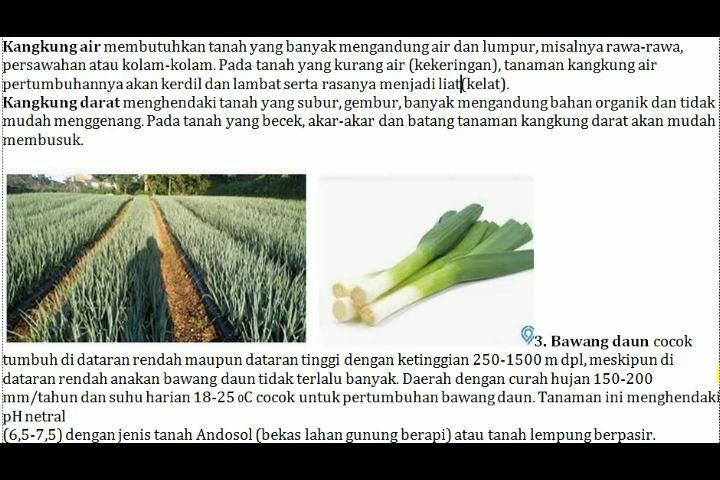 Kangkung air membutuhkan tanah yang banyak mengandung air dan lumpur, misalnya rawa-rawa,
persawahan atau kolam-kolam. Pada tanah yang kurang air (kekeringan), tanaman kangkung air
pertumbuhannya akan kerdil dan lambat serta rasanya menjadi liat(kelat).
Kangkung darat menghendaki tanah yang subur, gembur, banyak mengandung bahan organik dan tidak
mudah menggenang. Pada tanah yang becek, akar-akar dan batang tanaman kangkung darat akan mudah
membusuk.
3. Bawang daun cocok
tumbuh di dataran rendah maupun dataran tinggi dengan ketinggian 250-1500 m dpl, meskipun di
dataran rendah anakan bawang daun tidak terlalu banyak. Daerah dengan curah hujan 150-200
mm/tahun dan suhu harian 18-25 oC cocok untuk pertumbuhan bawang daun. Tanaman ini menghendaki
pH netral
(6,5-7,5) dengan jenis tanah Andosol (bekas lahan gunung berapi) atau tanah lempung berpasir.